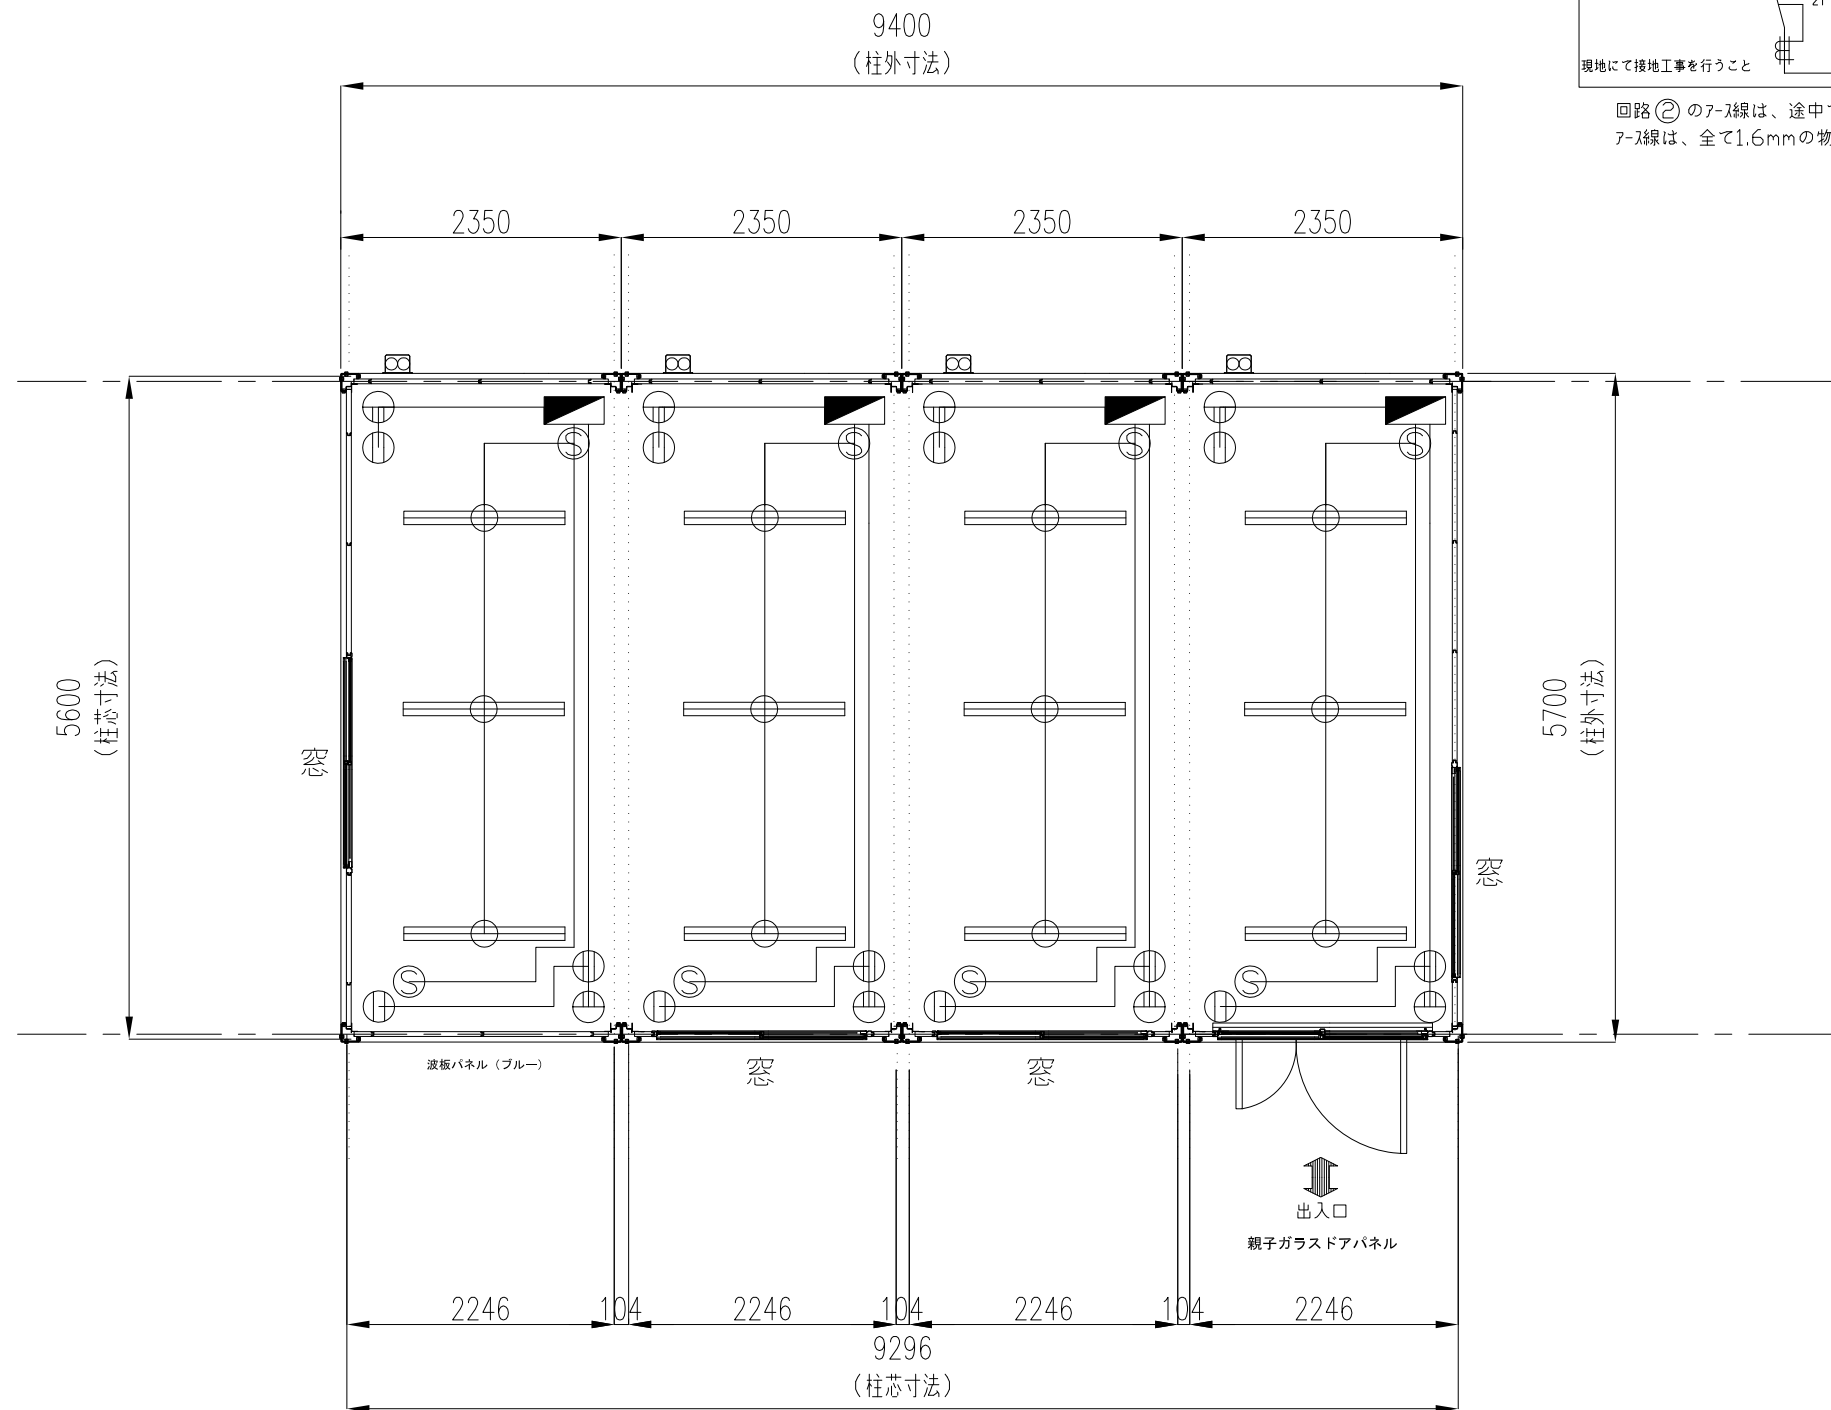 9400
(柱外寸法)
現地にて接地工事を行うこと
回路②のアース線は、途中
アース線は、全て1.6mmの物
2350
2350
2350
2350
S
S
S
S
5600
(柱芯寸法)
窓
5700
(柱外寸法)
窓
S
S
S
S
波板パネル(ブルー)
窓
窓
出入口
親子ガラスドアパネル
2246
104
2246
104
2246
104
2246
9296
(柱芯寸法)